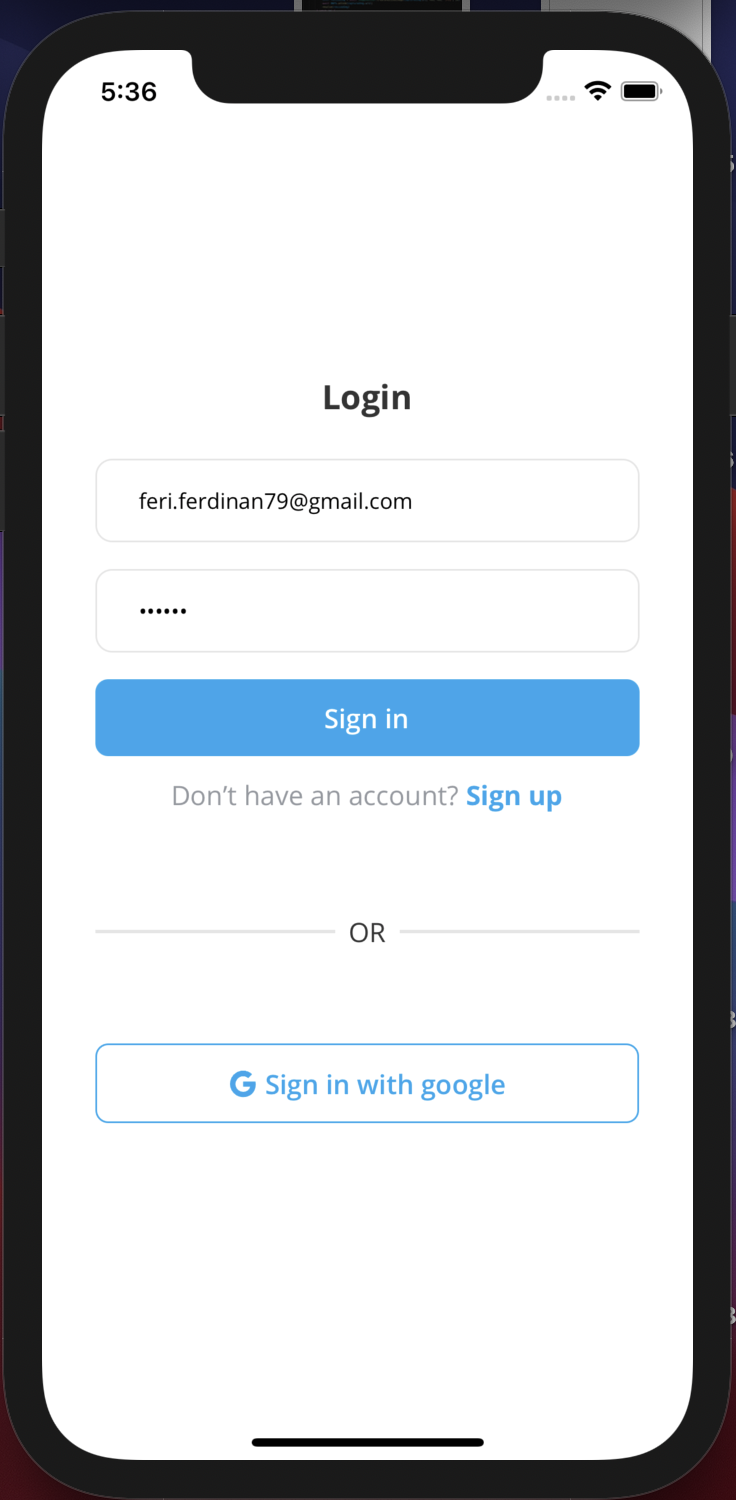 5:36
Login
feri.ferdinan79@gmail.com
••••••
Sign in
Don’t have an account? Sign up
OR
G Sign in with google